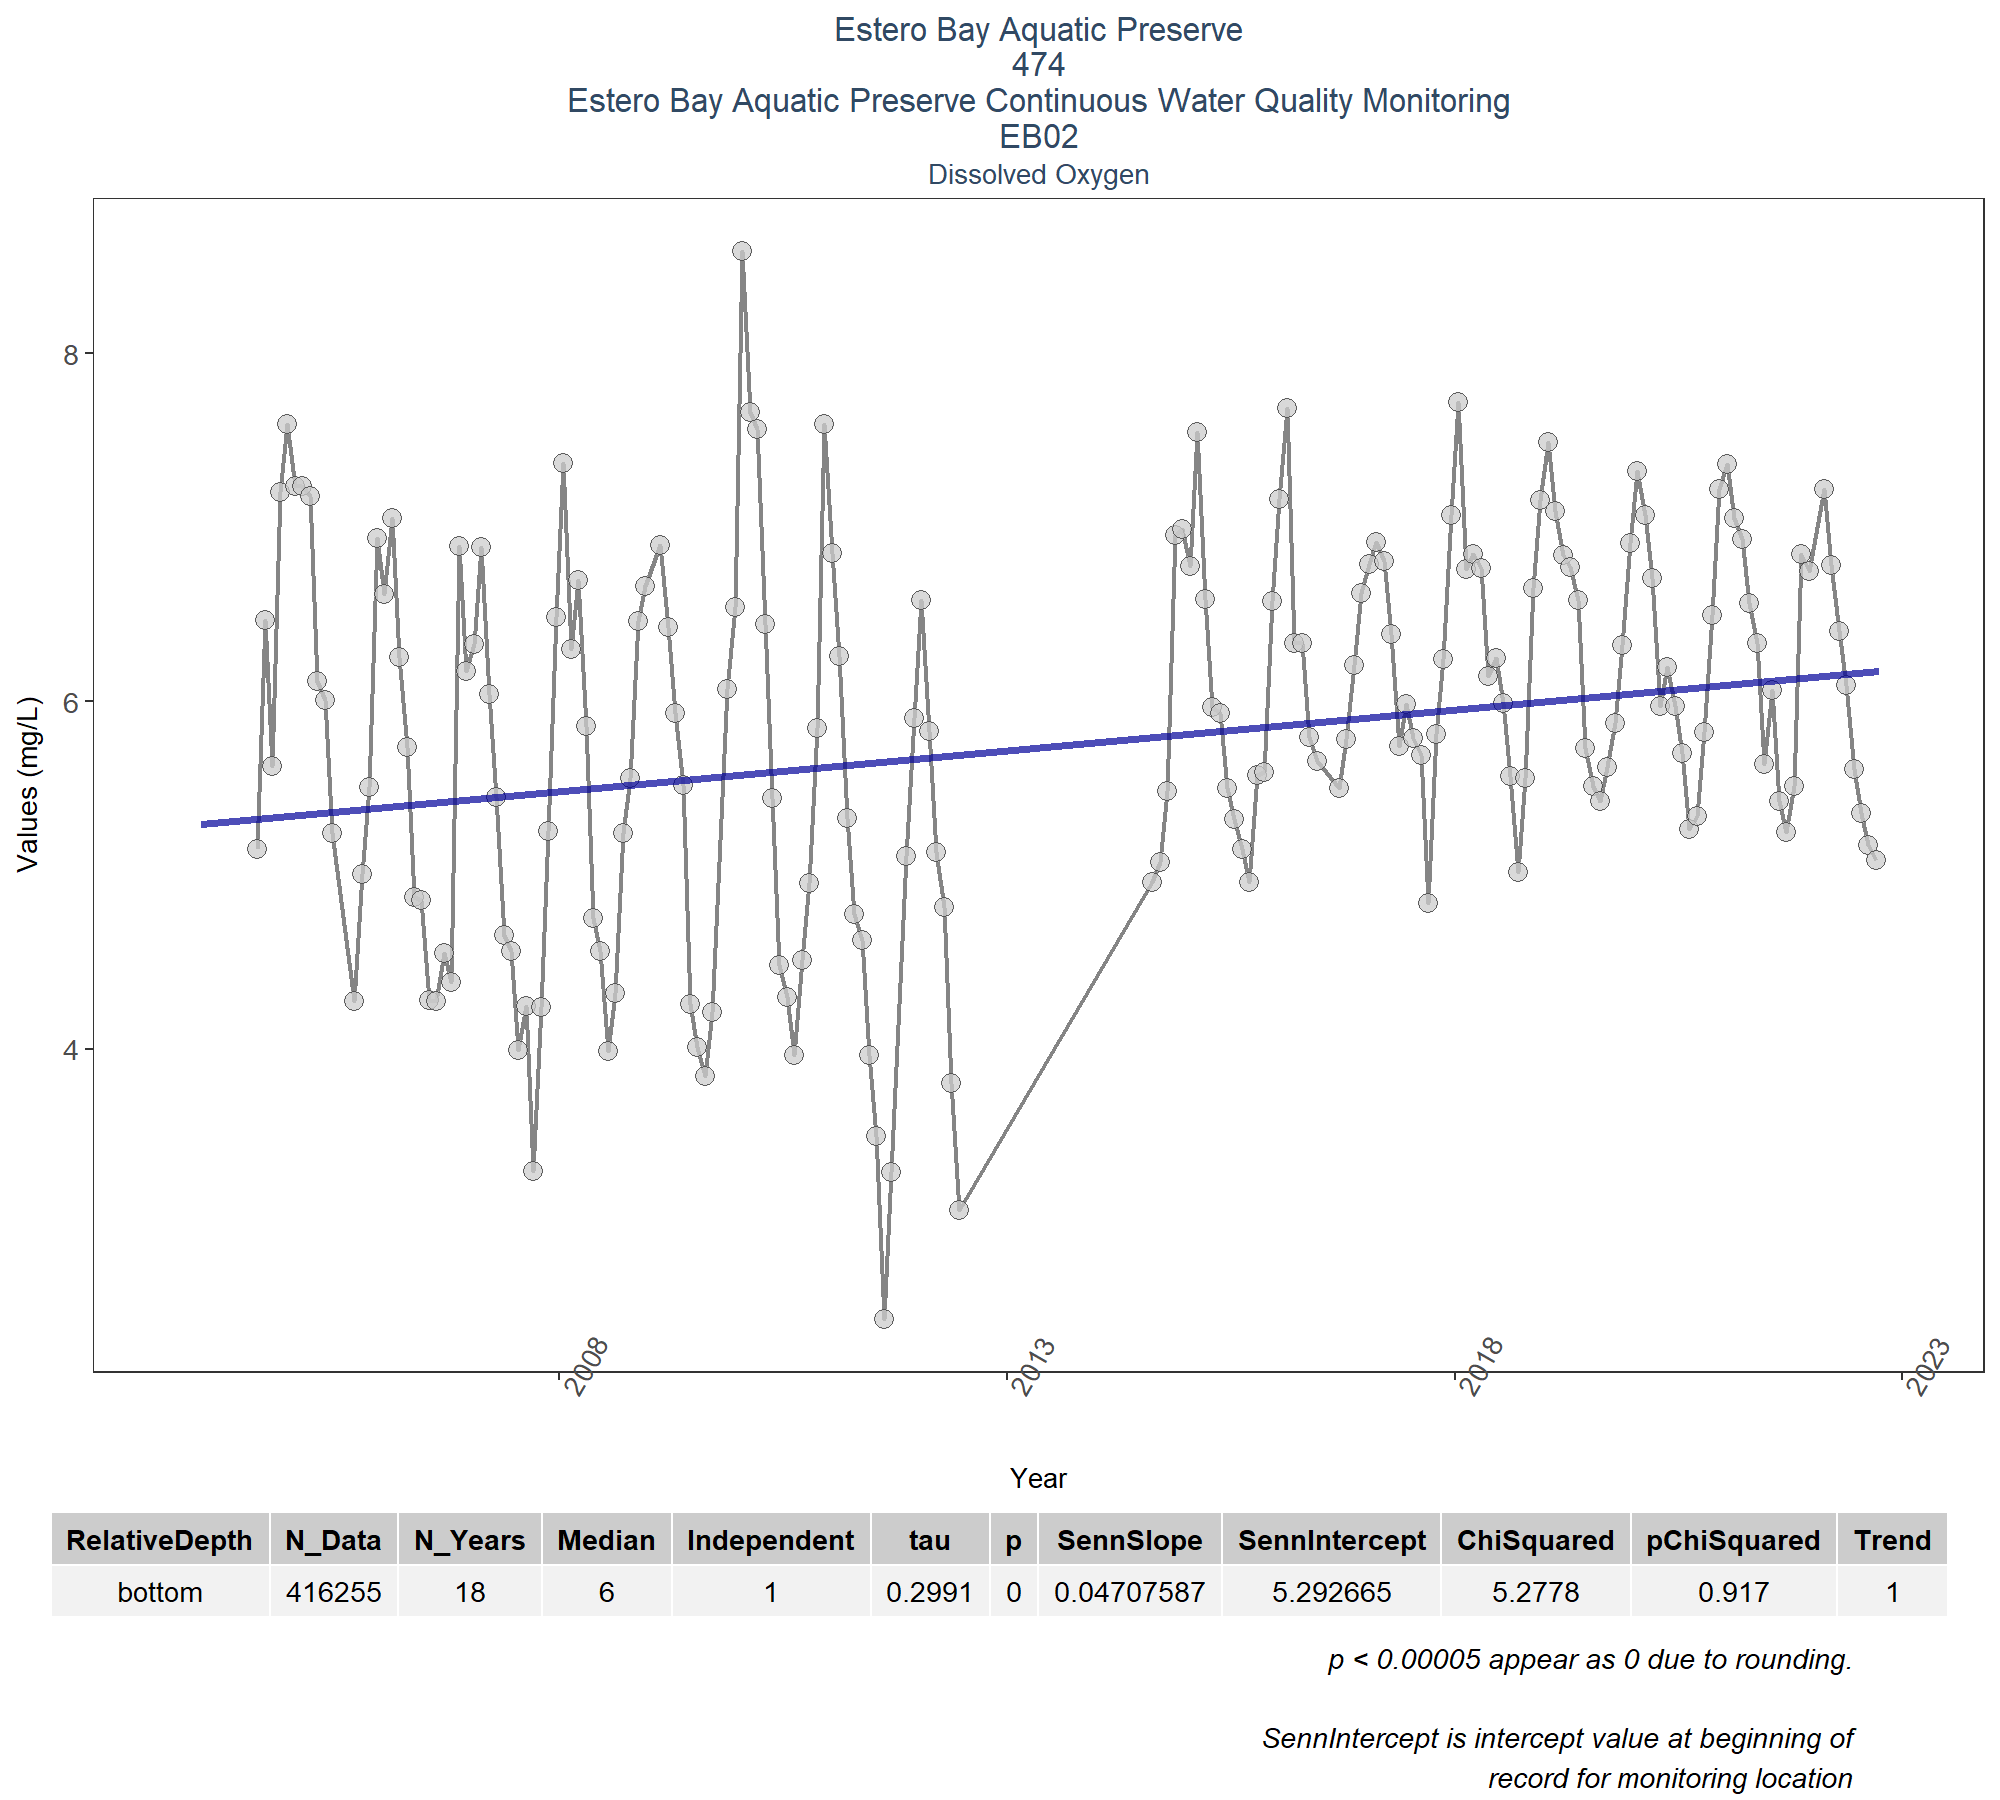 Estero Bay Aquatic Preserve
474
Estero Bay Aquatic Preserve Continuous Water Quality Monitoring
EB02
Dissolved Oxygen
Values (mg/L)
8
6
4
2008
2013
2018
2023
Year
RelativeDepth N_Data N_Years Median Independent tau p SennSlope SennIntercept ChiSquared pChiSquared Trend
bottom 416255 18 6 1 0.2991 0 0.04707587 5.292665 5.2778 0.917 1
p < 0.00005 appear as 0 due to rounding.
SennIntercept is intercept value at beginning of
record for monitoring location